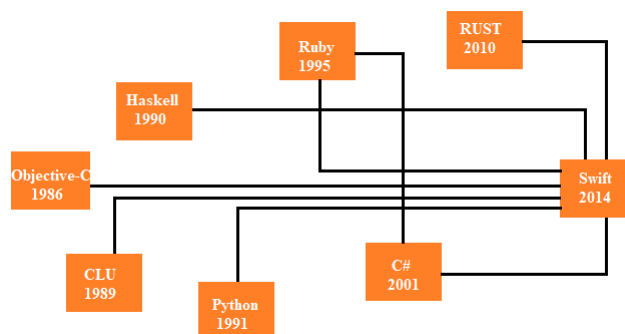 RUST
2010
Ruby
1995
Haskell
1990
Objective-C
1986
Swift
2014
CLU
1989
C#
2001
Python
1991